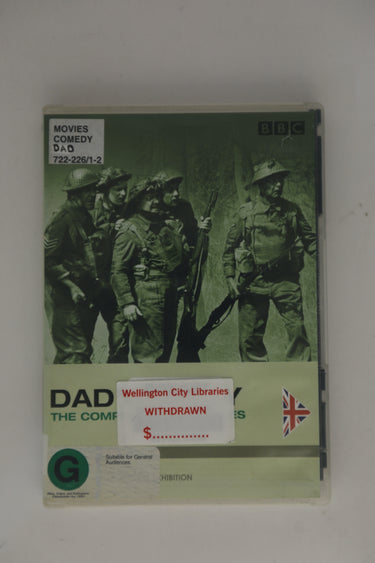 MOVIES
COMEDY
DAD
722-226/1-2
BBC
DAD
THE COMP
ES
Wellington City Libraries
WITHDRAWN
$..............
G
Suitable for General
Audiences
HIBITION